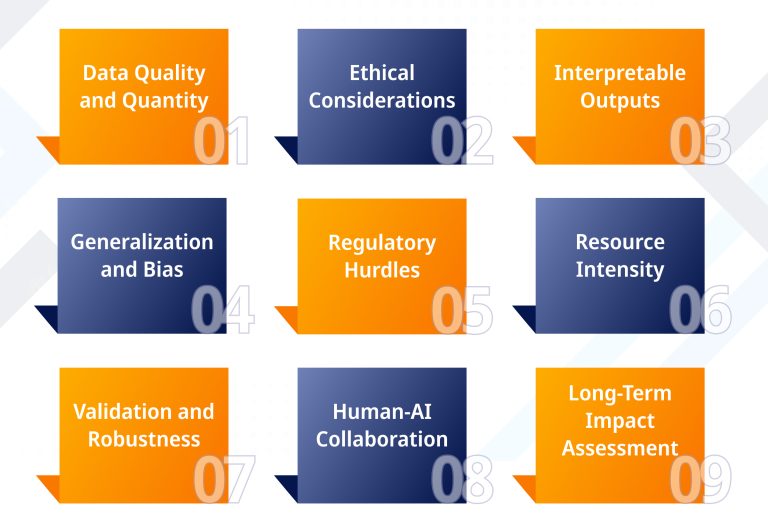 Data Quality
and Quantity
01
Ethical
Considerations
02
Interpretable
Outputs
03
Generalization
and Bias
04
Regulatory
Hurdles
05
Resource
Intensity
06
Validation and
Robustness
07
Human-AI
Collaboration
08
Long-Term
Impact
Assessment
09